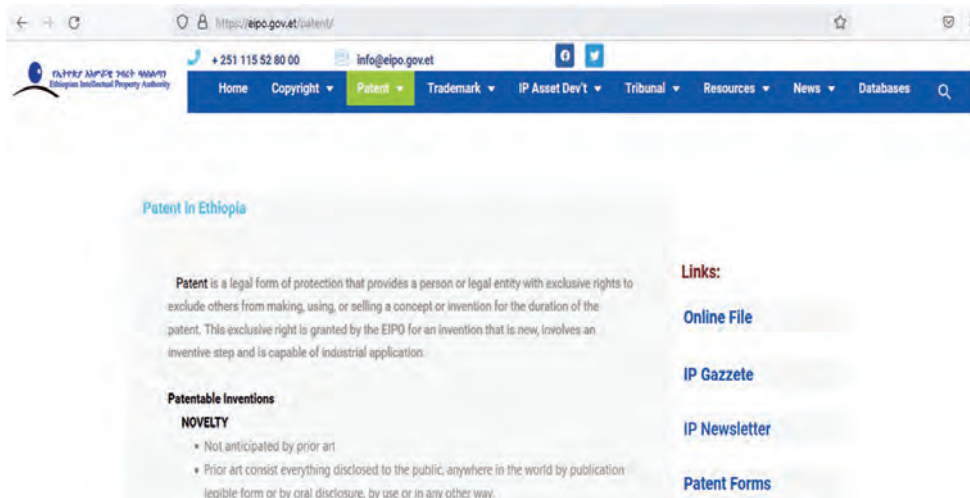 https://eipo.gov.et/patent/
+ 251 115 52 80 00
info@eipo.gov.et
የኢትዮጵያ አእምሯዊ ንብረት ባለስልጣን
Ethiopian Intellectual Property Authority
Home Copyright Patent Trademark IP Asset Dev't Tribunal Resources News Databases
Patent in Ethiopia
Patent is a legal form of protection that provides a person or legal entity with exclusive rights to
exclude others from making, using, or selling a concept or invention for the duration of the
patent. This exclusive right is granted by the EIPO for an invention that is new, involves an
inventive step and is capable of industrial application
Patentable Inventions
NOVELTY
• Not anticipated by prior art
• Prior art consist everything disclosed to the public, anywhere in the world by publication
legible form or by oral disclosure, by use or in any other way.
Links:
Online File
IP Gazzete
IP Newsletter
Patent Forms